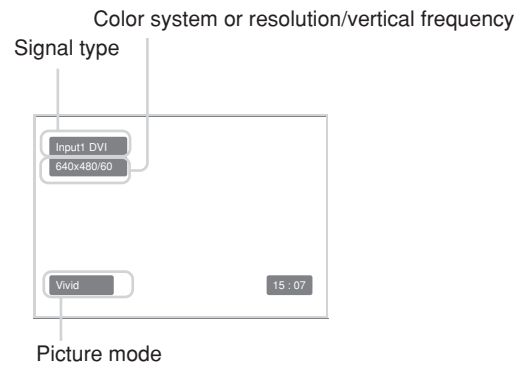 Color system or resolution/vertical frequency
Signal type
Input1 DVI
640x480/60
Vivid
15 : 07
Picture mode